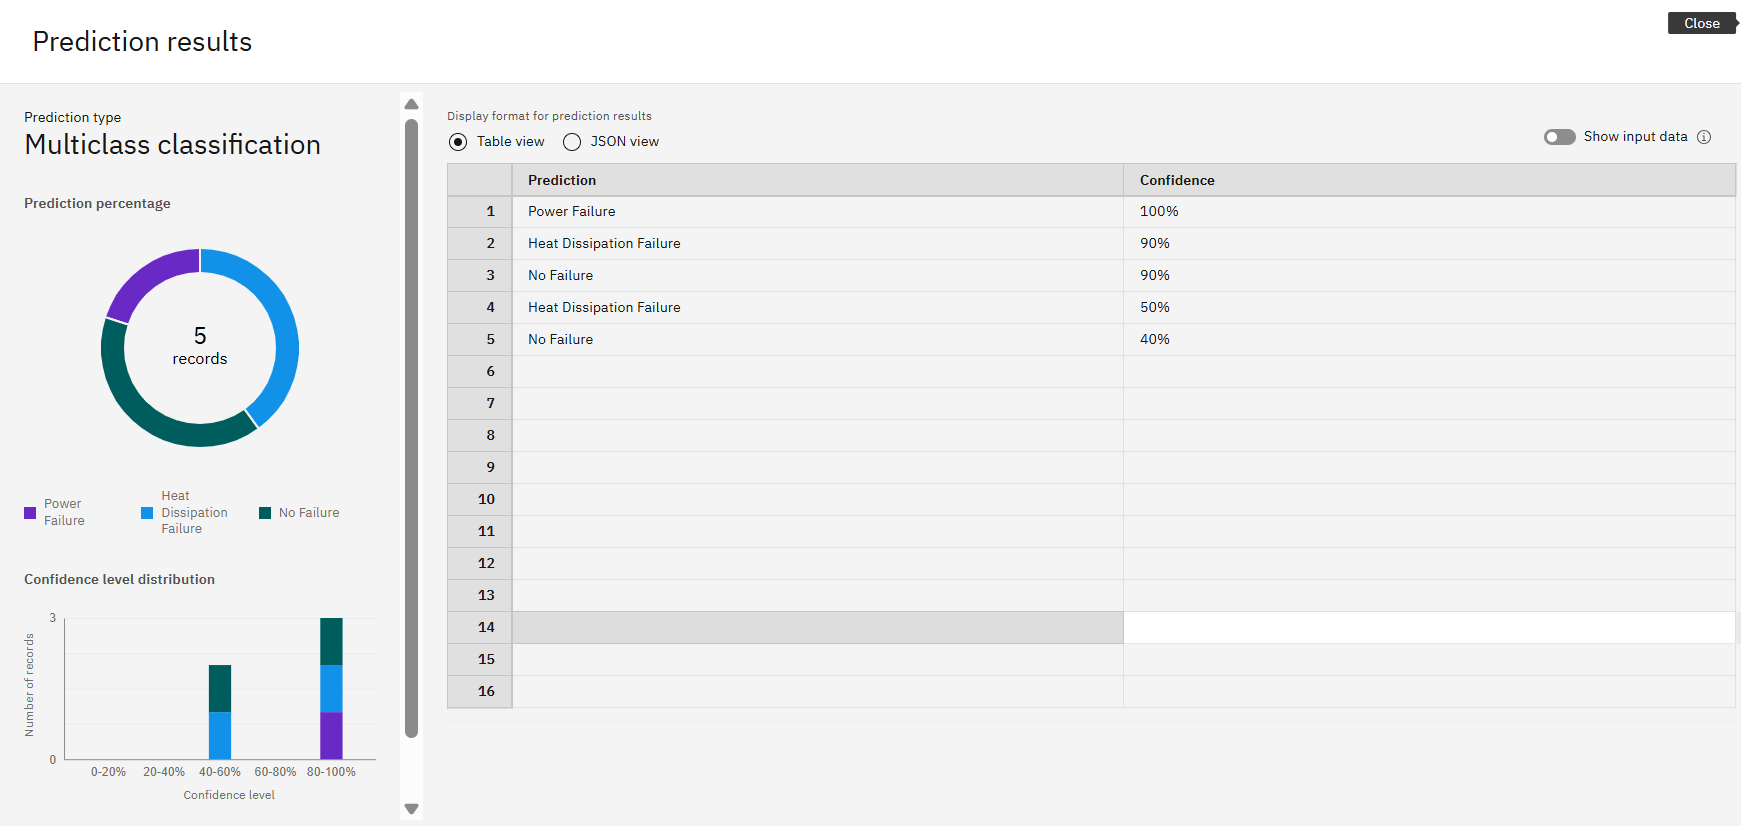 Prediction results
Close
Prediction type
Multiclass classification
Prediction percentage
5
records
Power
Failure
Heat
Dissipation
Failure
No Failure
Confidence level distribution
3
Number of records
0
0-20% 20-40% 40-60% 60-80% 80-100%
Confidence level
Display format for prediction results
Table view JSON view
Show input data
Prediction Confidence
1 Power Failure 100%
2 Heat Dissipation Failure 90%
3 No Failure 90%
4 Heat Dissipation Failure 50%
5 No Failure 40%
6
7
8
9
10
11
12
13
14
15
16